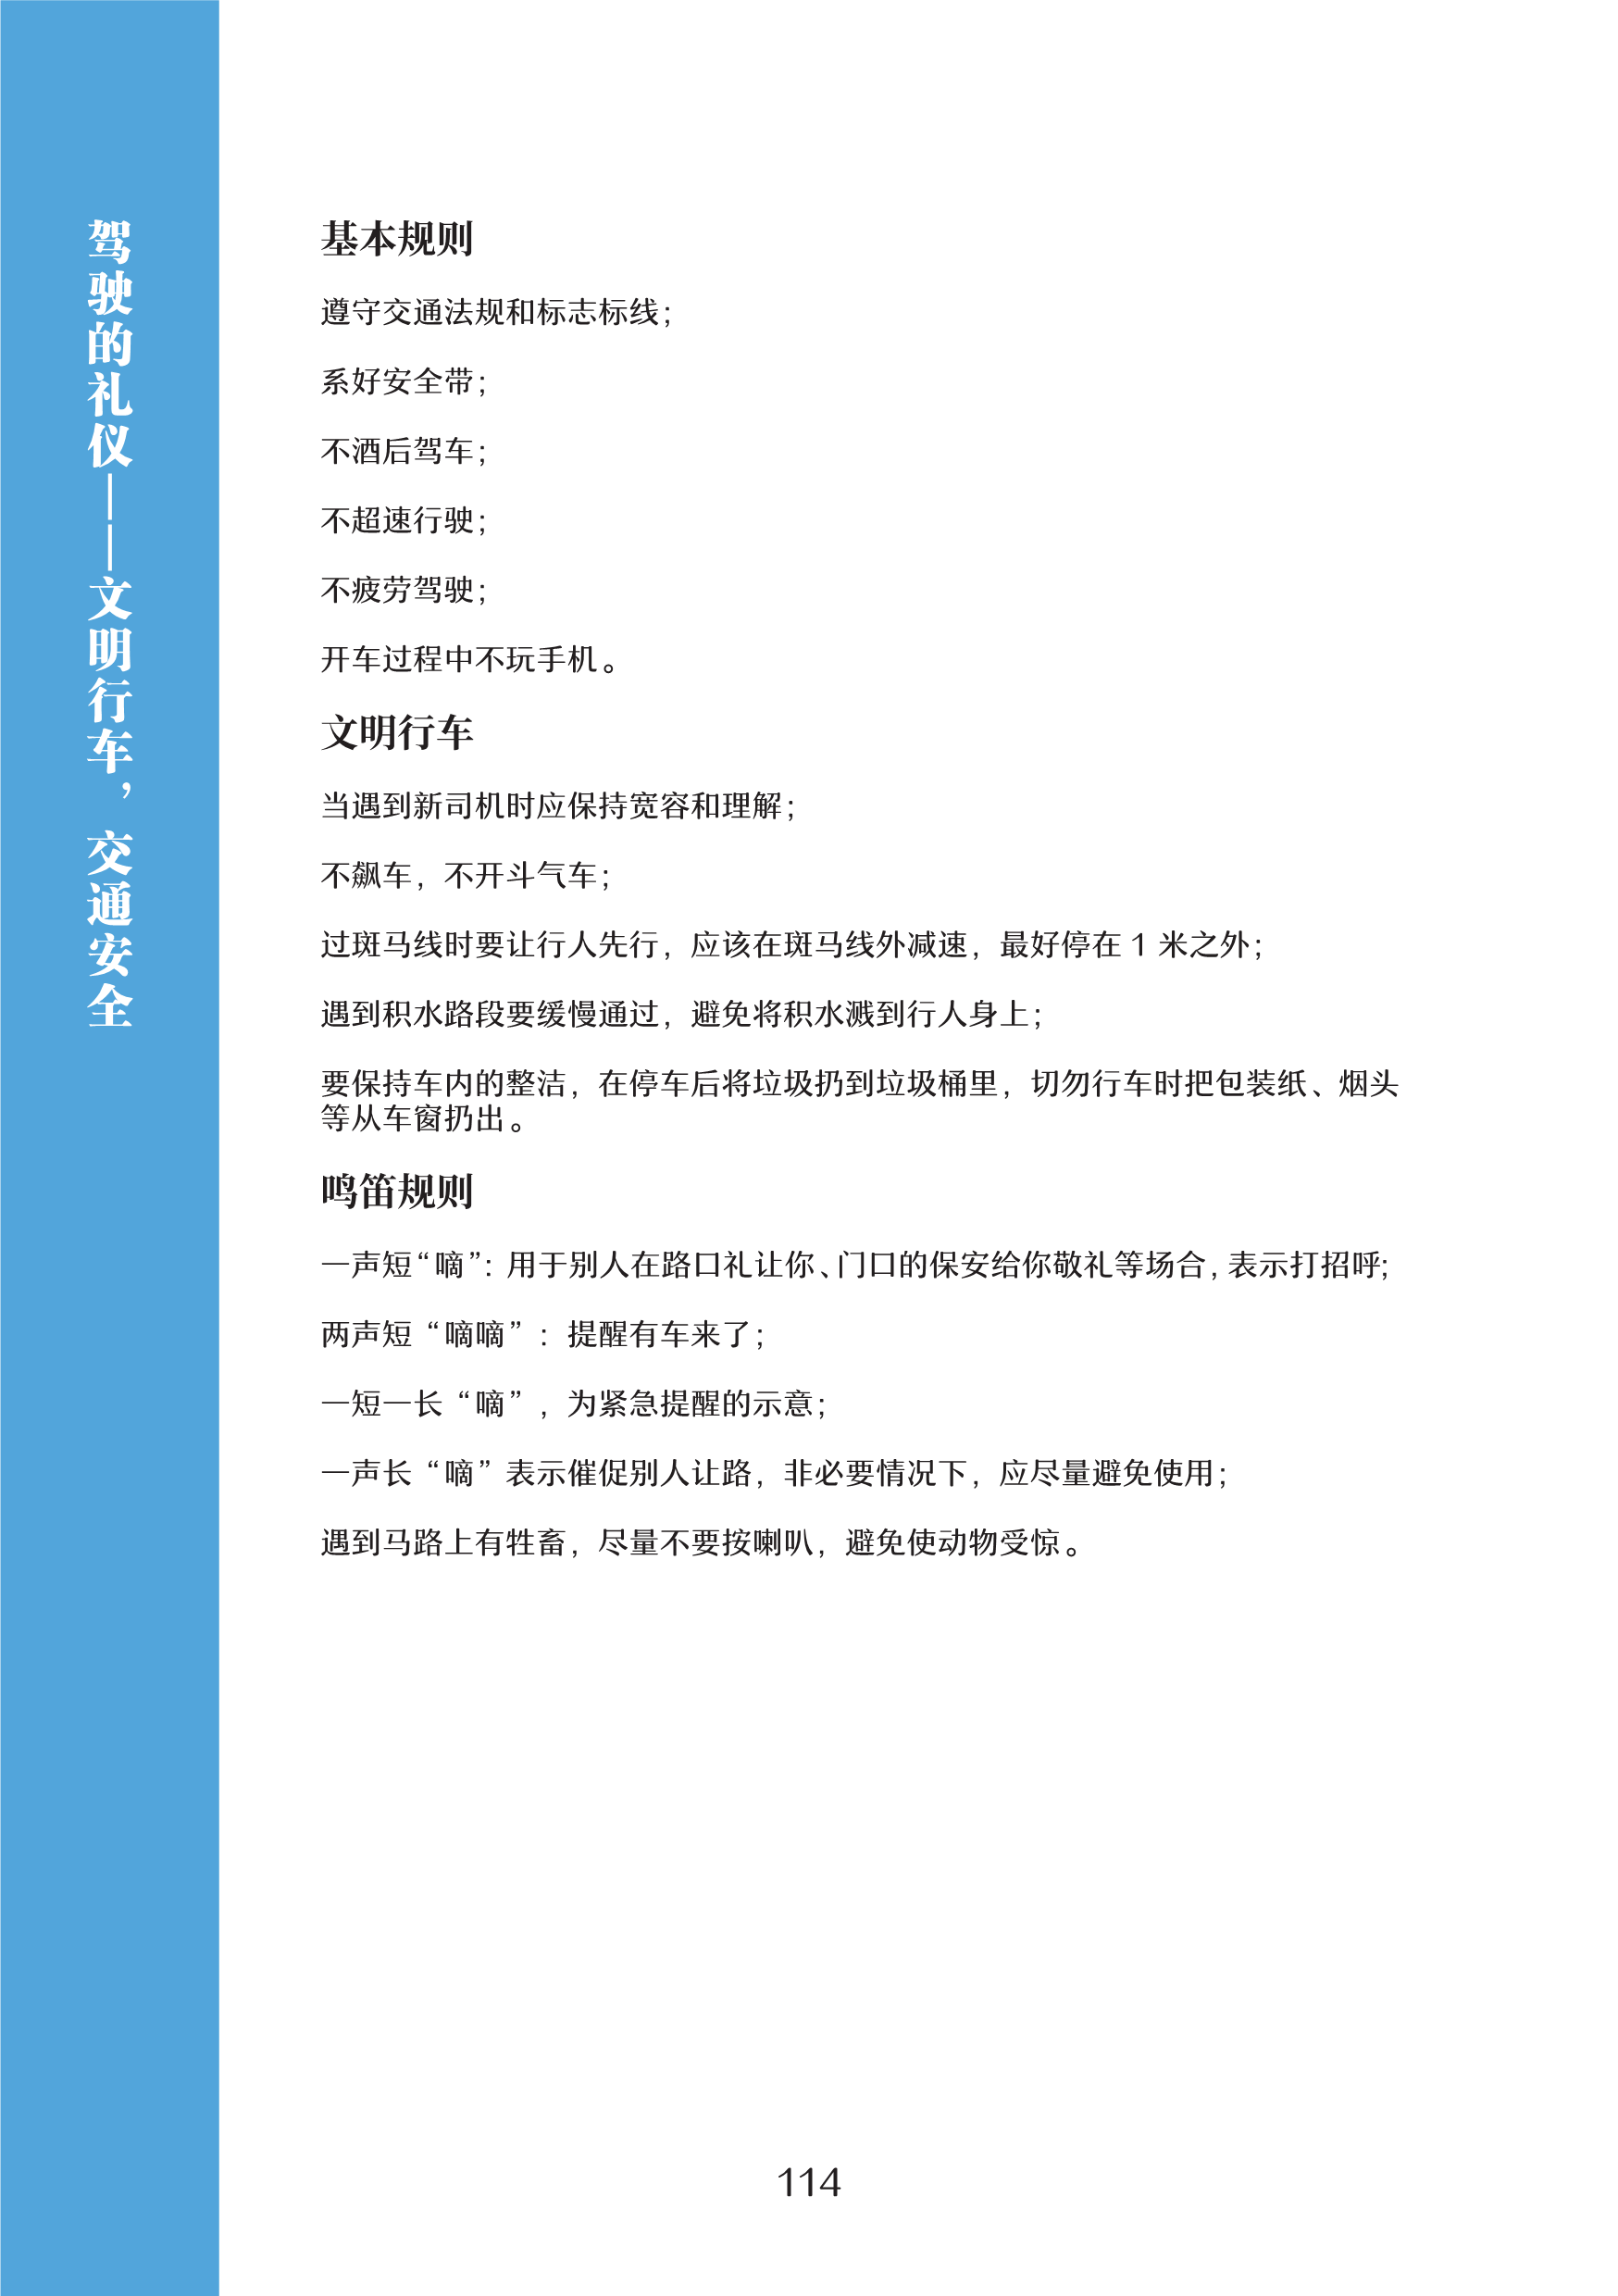 驾驶的礼仪——文明行车，交通安全
基本规则
遵守交通法规和标志标线；
系好安全带；
不酒后驾车；
不超速行驶；
不疲劳驾驶；
开车过程中不玩手机。
文明行车
当遇到新司机时应保持宽容和理解；
不飙车，不开斗气车；
过斑马线时要让行人先行，应该在斑马线外减速，最好停在 1 米之外；
遇到积水路段要缓慢通过，避免将积水溅到行人身上；
要保持车内的整洁，在停车后将垃圾扔到垃圾桶里，切勿行车时把包装纸、烟头
等从车窗扔出。
鸣笛规则
一声短“嘀”：用于别人在路口礼让你、门口的保安给你敬礼等场合，表示打招呼；
两声短“嘀嘀”：提醒有车来了；
一短一长“嘀”，为紧急提醒的示意；
一声长“嘀”表示催促别人让路，非必要情况下，应尽量避免使用；
遇到马路上有牲畜，尽量不要按喇叭，避免使动物受惊。
114